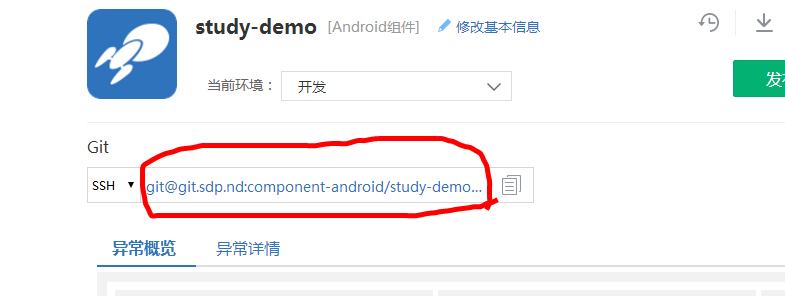 study-demo [Android组件] 修改基本信息
当前环境： 开发
发
Git
SSH git@git.sdp.nd:component-android/study-demo...
异常概览 异常详情